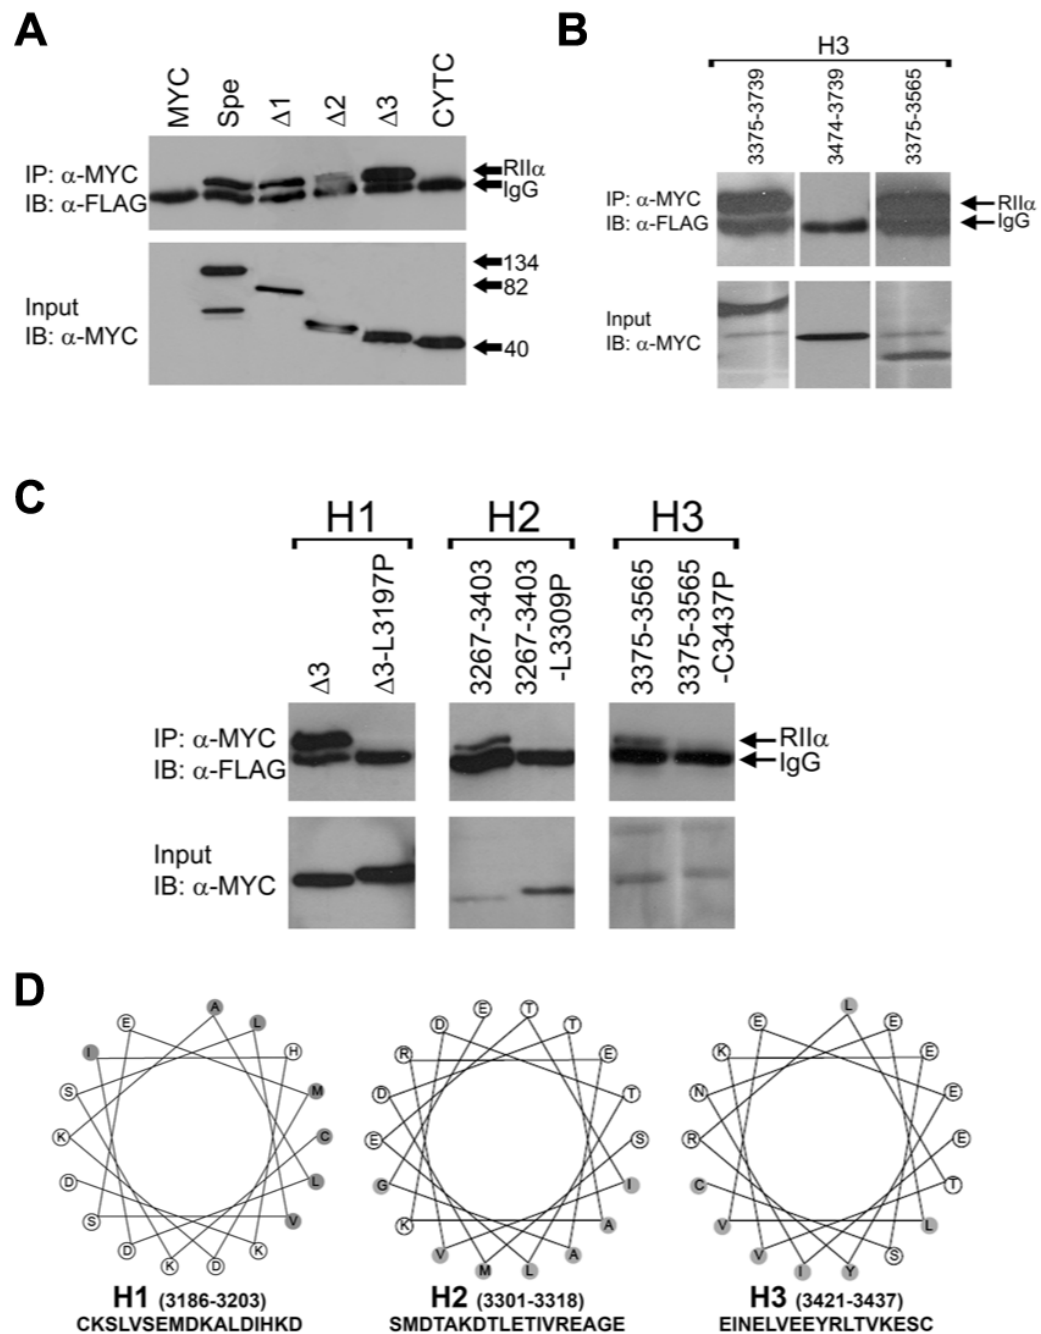 A
MYC
Spe
Δ1
Δ2
Δ3
CYTC
IP: α-MYC
IB: α-FLAG
RIIα
IgG
Input
IB: α-MYC
134
82
40
B
H3
3375-3739
3474-3739
3375-3565
IP: α-MYC
IB: α-FLAG
RIIα
IgG
Input
IB: α-MYC
C
H1
H2
H3
Δ3
Δ3-L3197P
3267-3403
3267-3403
-L3309P
3375-3565
3375-3565
-C3437P
IP: α-MYC
IB: α-FLAG
RIIα
IgG
Input
IB: α-MYC
D
A
L
H
M
C
L
V
K
D
K
D
S
D
K
S
I
E
T
T
E
T
S
I
A
A
L
M
V
K
G
E
D
R
D
E
L
E
E
E
E
T
L
S
Y
I
V
V
C
R
N
K
E
H1 (3186-3203)
CKSLVSEMDKALDIHKD
H2 (3301-3318)
SMDTAKDTLETIVREAGE
H3 (3421-3437)
EINELVEEYRLTVKESC